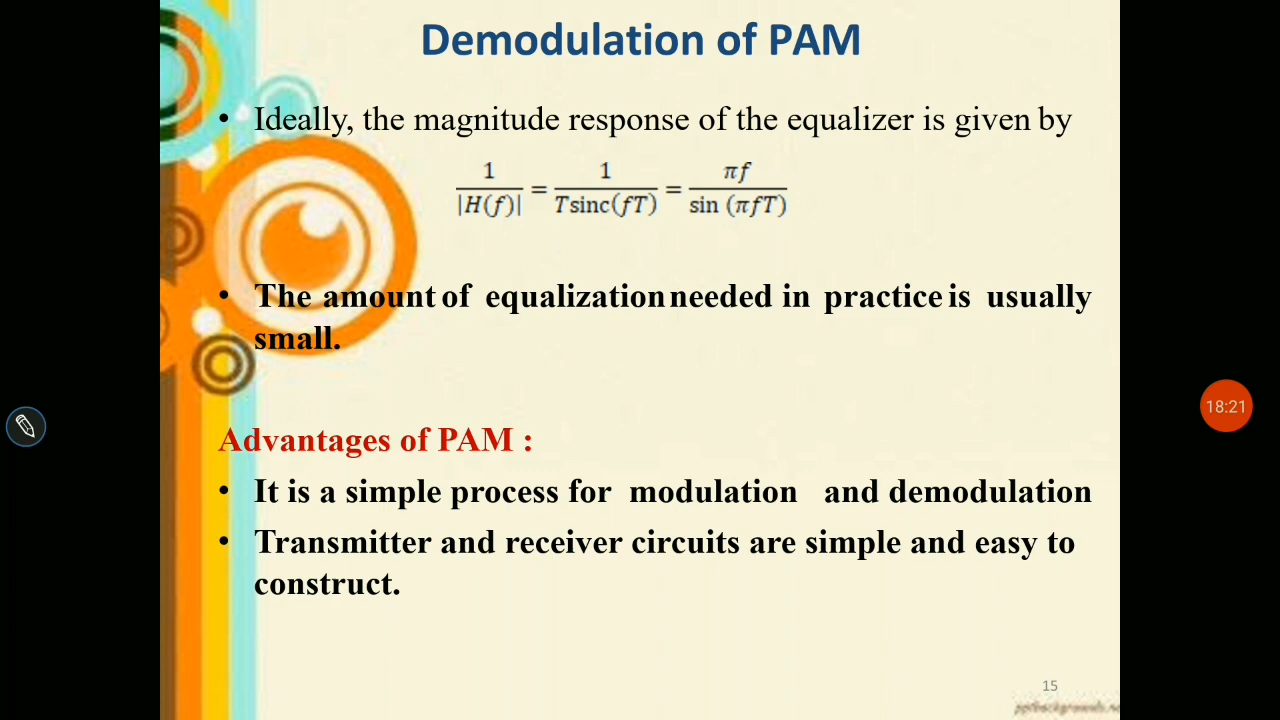 Demodulation of PAM
• Ideally, the magnitude response of the equalizer is given by
1/|H(f)| = 1/Tsinc(fT) = πf/sin (πfT)
• The amount of equalization needed in practice is usually
small.
18:21
Advantages of PAM :
• It is a simple process for modulation and demodulation
• Transmitter and receiver circuits are simple and easy to
construct.
15